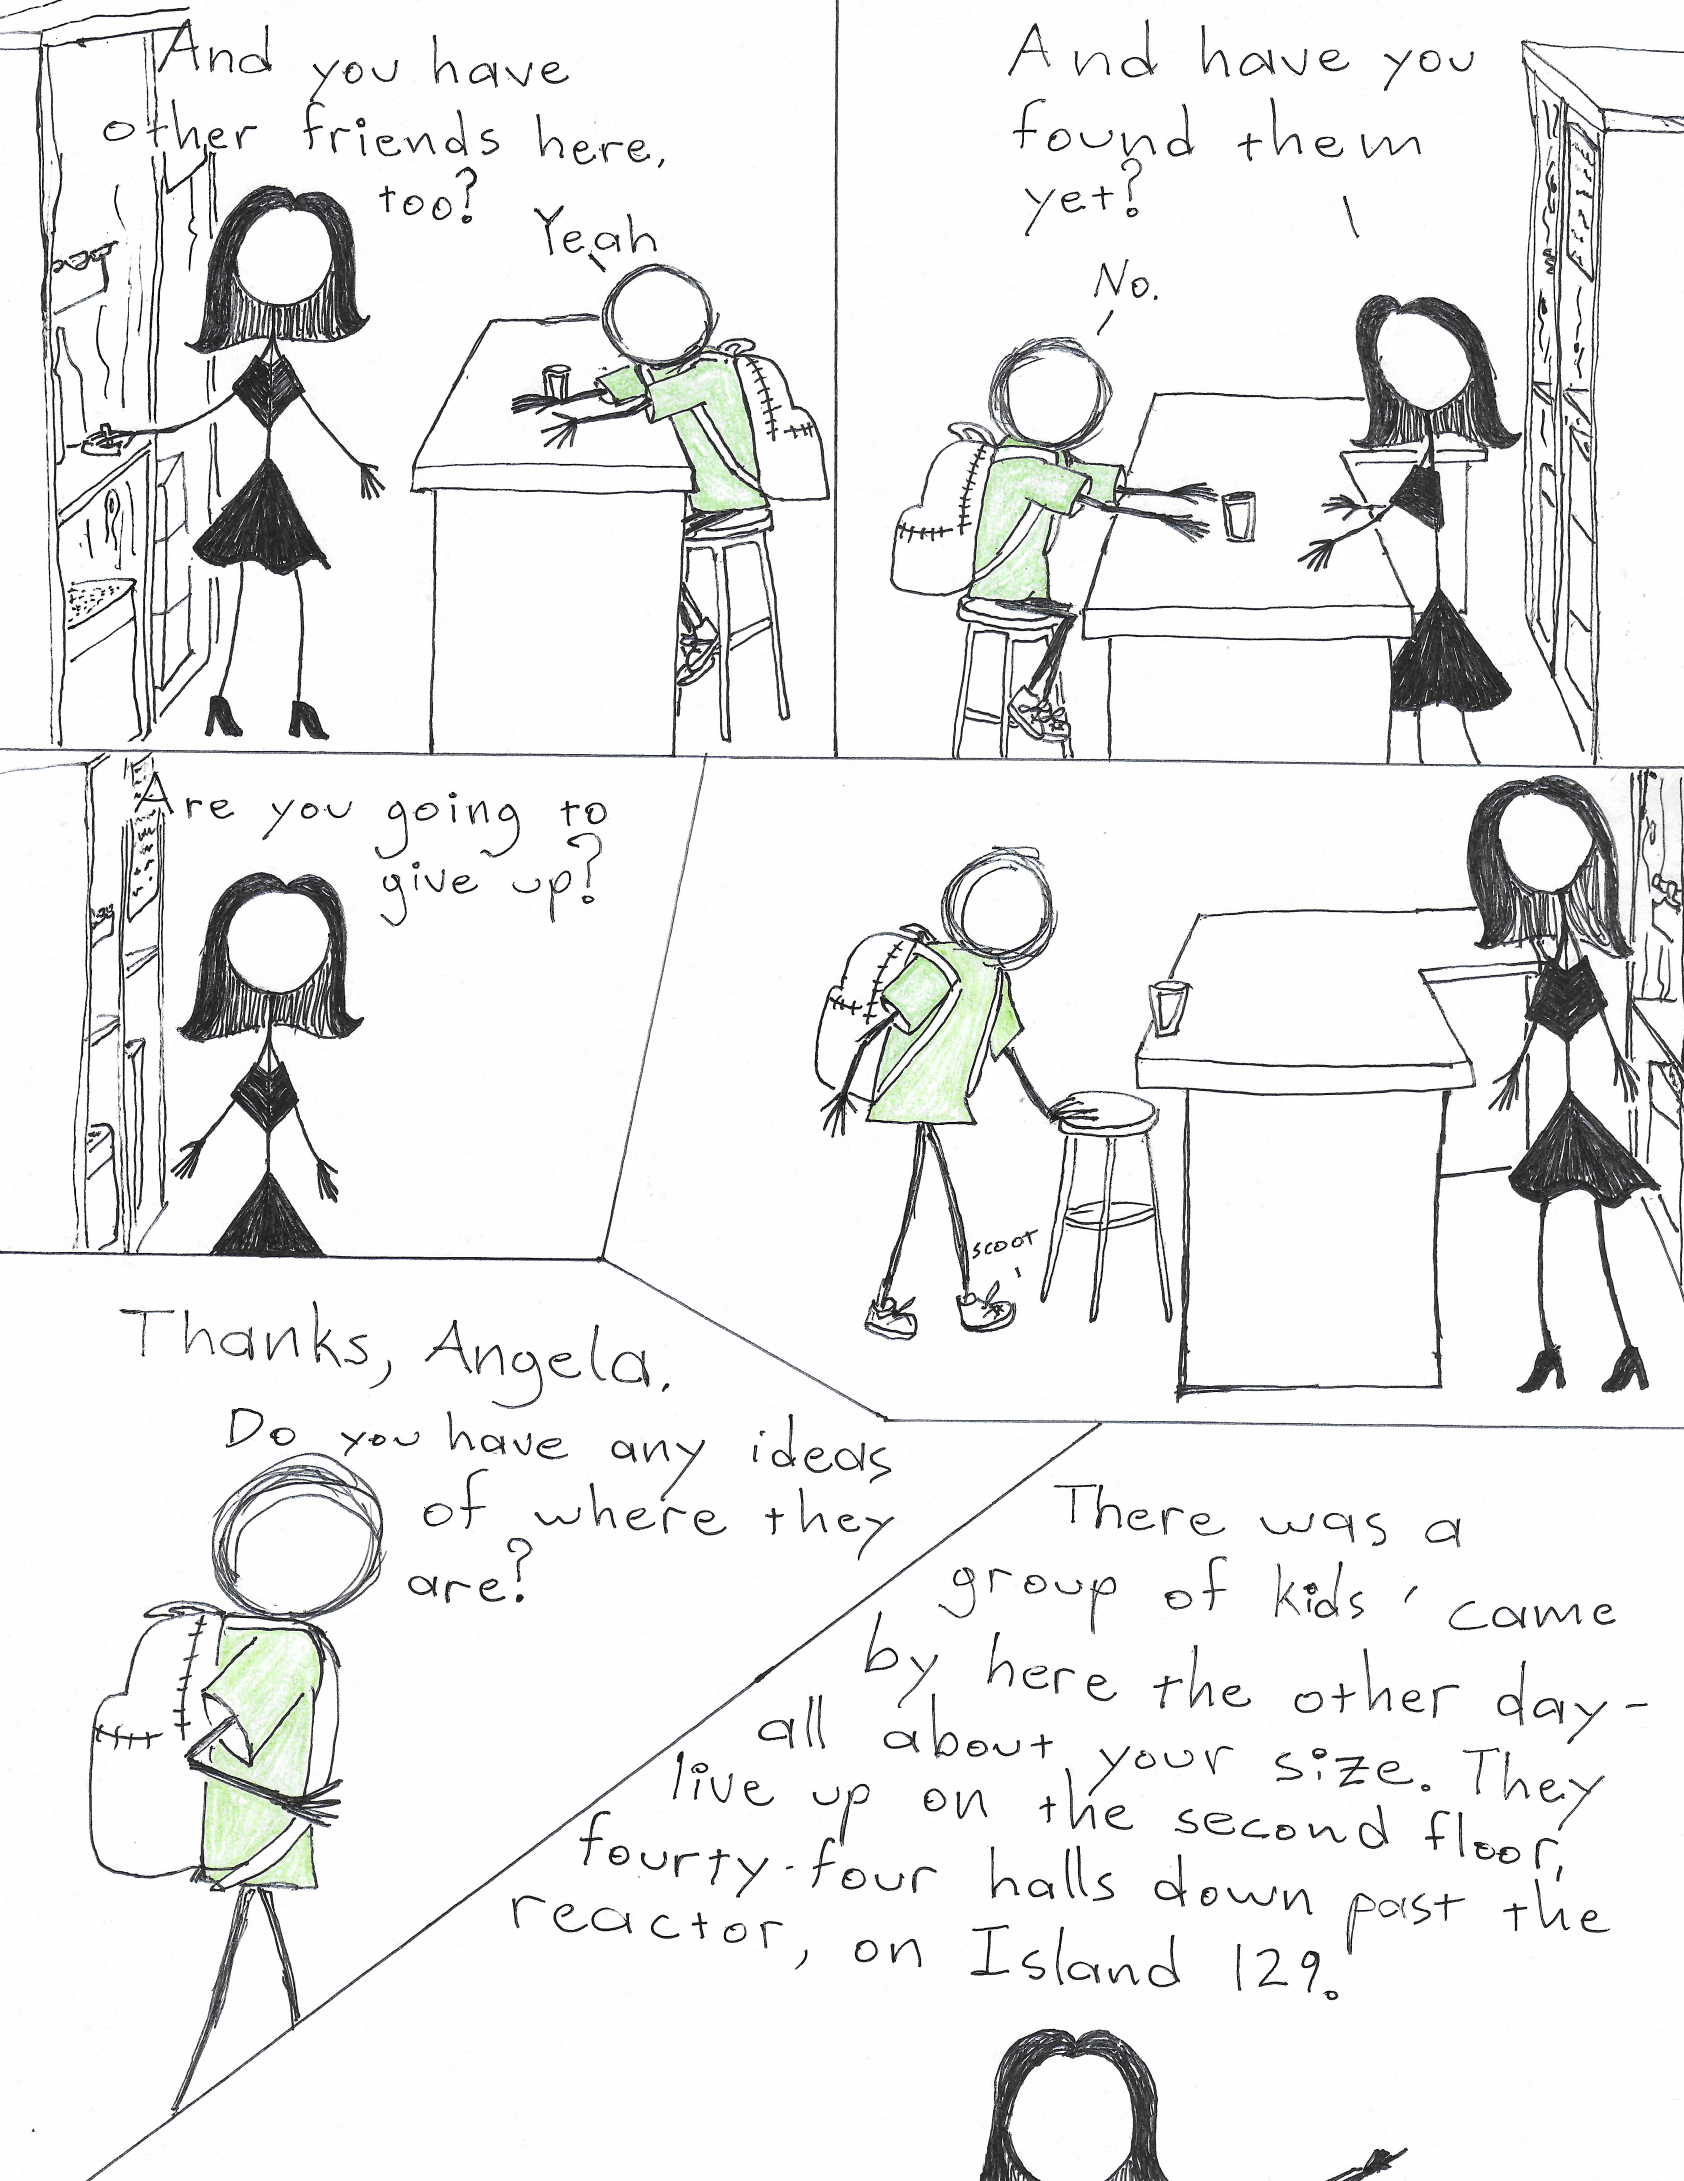 And you have
other friends here,
too?
Yeah
And have you
found them
yet?
No.
Are you going to
give up?
scoot
Thanks, Angela.
Do you have any ideas
of where they
are?
There was a
group of kids ' came
by here the other day-
all about your size. They
live up on the second floor,
fourty-four halls down past the
reactor, on Island 129.